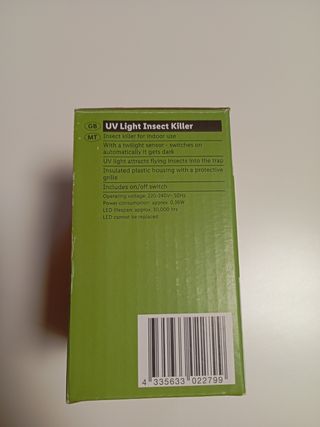 GB UV Light Insect Killer
MT Insect killer for indoor use
With a twilight sensor - switches on
automatically it gets dark
UV light attracts flying insects into the trap
Insulated plastic housing with a protective
grille
Includes on/off switch
Operating voltage: 220-240V~ 50Hz
Power consumption: approx. 0,36W
LED lifespan: approx. 30,000 hrs
LED cannot be replaced
4 335633 022799